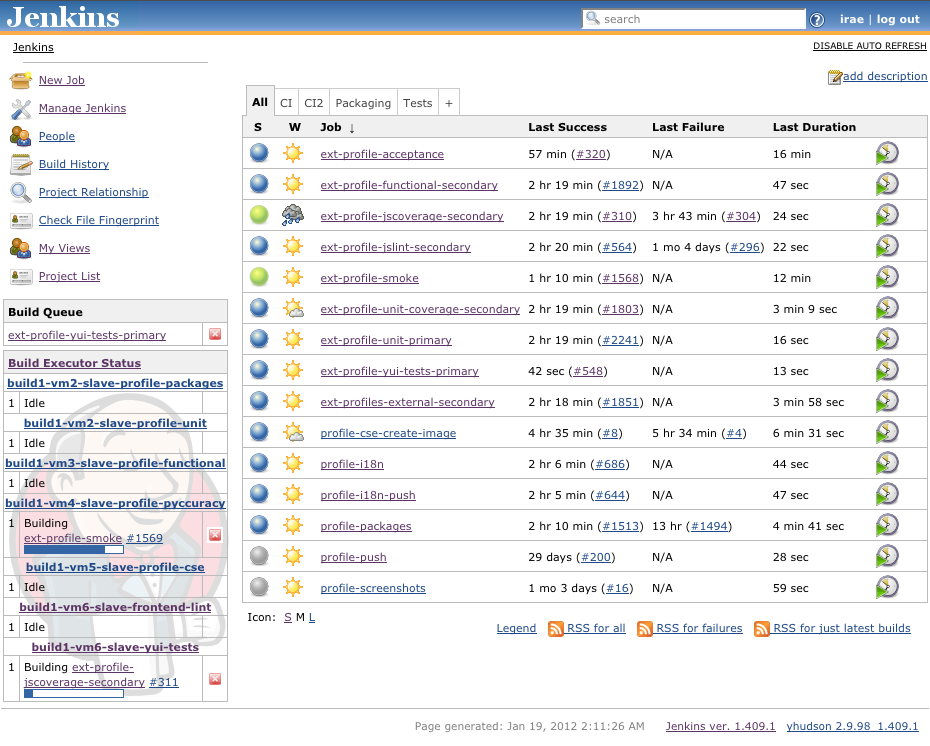 Jenkins
search
irae | log out
Jenkins
DISABLE AUTO REFRESH
New Job
Manage Jenkins
People
Build History
Project Relationship
Check File Fingerprint
My Views
Project List
Build Queue
ext-profile-yui-tests-primary
Build Executor Status
build1-vm2-slave-profile-packages
1 Idle
build1-vm2-slave-profile-unit
1 Idle
build1-vm3-slave-profile-functional
1 Idle
build1-vm4-slave-profile-pyccuracy
1 Building
ext-profile-smoke #1569
build1-vm5-slave-profile-cse
1 Idle
build1-vm6-slave-frontend-lint
1 Idle
build1-vm6-slave-yui-tests
1 Building ext-profile-
jscoverage-secondary #311
add description
All CI CI2 Packaging Tests +
S W Job ↓ Last Success Last Failure Last Duration
ext-profile-acceptance 57 min (#320) N/A 16 min
ext-profile-functional-secondary 2 hr 19 min (#1892) N/A 47 sec
ext-profile-jscoverage-secondary 2 hr 19 min (#310) 3 hr 43 min (#304) 24 sec
ext-profile-jslint-secondary 2 hr 20 min (#564) 1 mo 4 days (#296) 22 sec
ext-profile-smoke 1 hr 10 min (#1568) N/A 12 min
ext-profile-unit-coverage-secondary 2 hr 19 min (#1803) N/A 3 min 9 sec
ext-profile-unit-primary 2 hr 19 min (#2241) N/A 16 sec
ext-profile-yui-tests-primary 42 sec (#548) N/A 13 sec
ext-profiles-external-secondary 2 hr 18 min (#1851) N/A 3 min 58 sec
profile-cse-create-image 4 hr 35 min (#8) 5 hr 34 min (#4) 6 min 31 sec
profile-i18n 2 hr 6 min (#686) N/A 44 sec
profile-i18n-push 2 hr 5 min (#644) N/A 47 sec
profile-packages 2 hr 10 min (#1513) 13 hr (#1494) 4 min 41 sec
profile-push 29 days (#200) N/A 28 sec
profile-screenshots 1 mo 3 days (#16) N/A 59 sec
Icon: S M L
Legend RSS for all RSS for failures RSS for just latest builds
Page generated: Jan 19, 2012 2:11:26 AM Jenkins ver. 1.409.1 yhudson 2.9.98_1.409.1